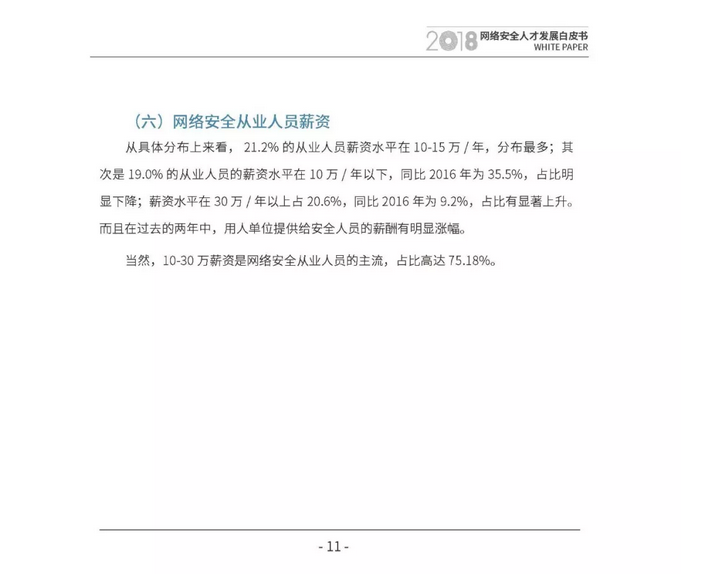 2018 网络安全人才发展白皮书
WHITE PAPER
（六）网络安全从业人员薪资
从具体分布上来看， 21.2% 的从业人员薪资水平在 10-15 万 / 年，分布最多；其
次是 19.0% 的从业人员的薪资水平在 10 万 / 年以下，同比 2016 年为 35.5%，占比明
显下降；薪资水平在 30 万 / 年以上占 20.6%，同比 2016 年为 9.2%，占比有显著上升。
而且在过去的两年中，用人单位提供给安全人员的薪酬有明显涨幅。
当然，10-30 万薪资是网络安全从业人员的主流，占比高达 75.18%。
- 11 -